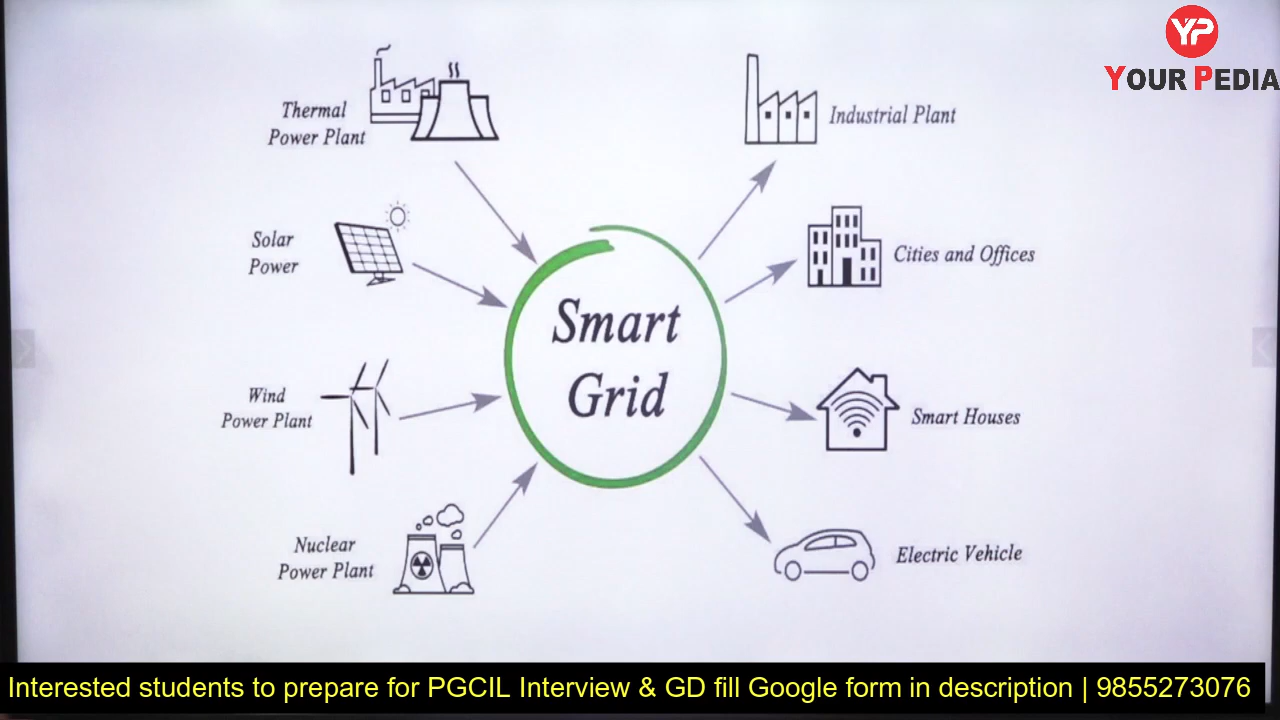 YP
YOUR PEDIA
Thermal
Power Plant
Industrial Plant
Solar
Power
Cities and Offices
Smart
Grid
Wind
Power Plant
Smart Houses
Nuclear
Power Plant
Electric Vehicle
Interested students to prepare for PGCIL Interview & GD fill Google form in description | 9855273076